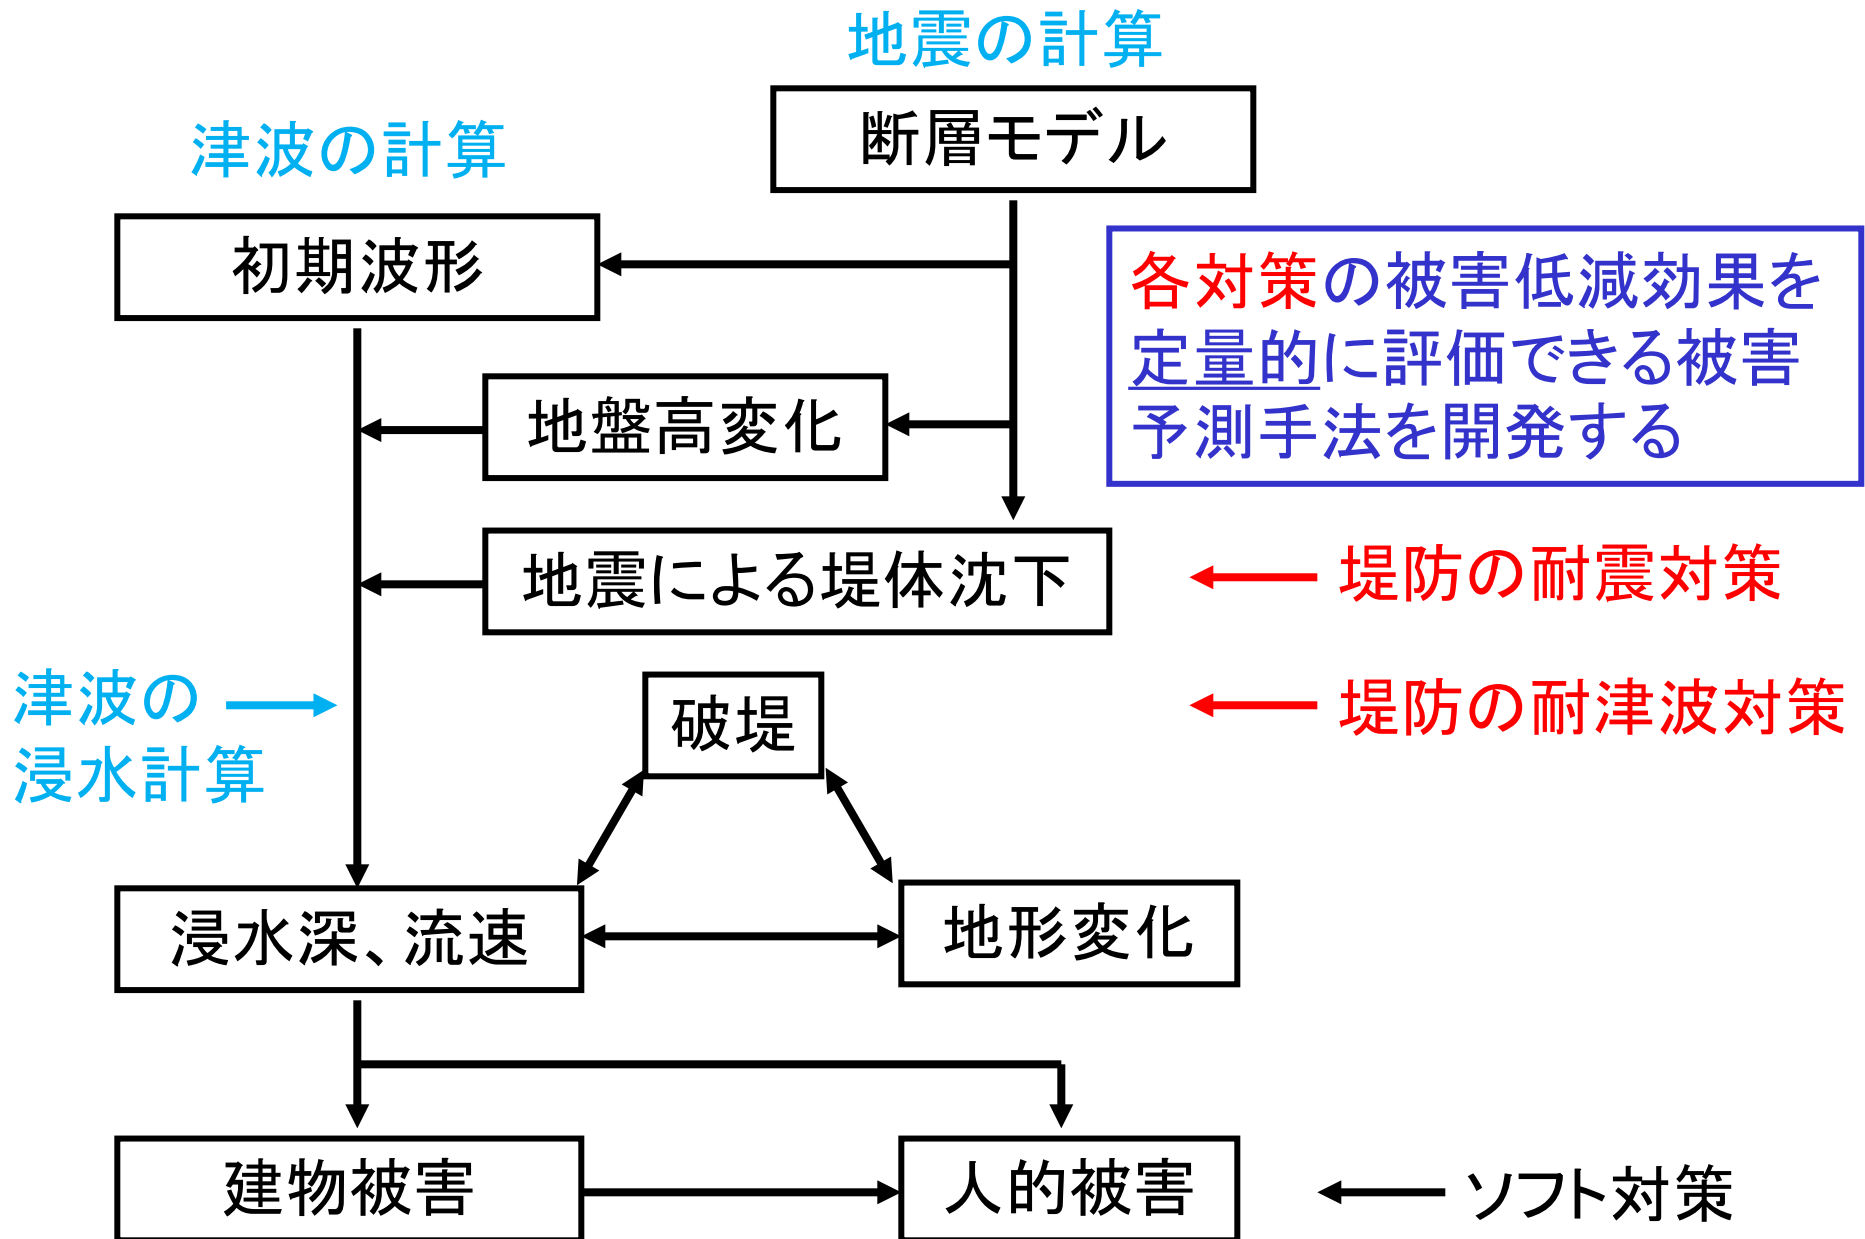 地震の計算
断層モデル
津波の計算
初期波形
各対策の被害低減効果を
定量的に評価できる被害
予測手法を開発する
地盤高変化
地震による堤体沈下
堤防の耐震対策
津波の
浸水計算
破堤
堤防の耐津波対策
浸水深、流速
地形変化
建物被害
人的被害
ソフト対策